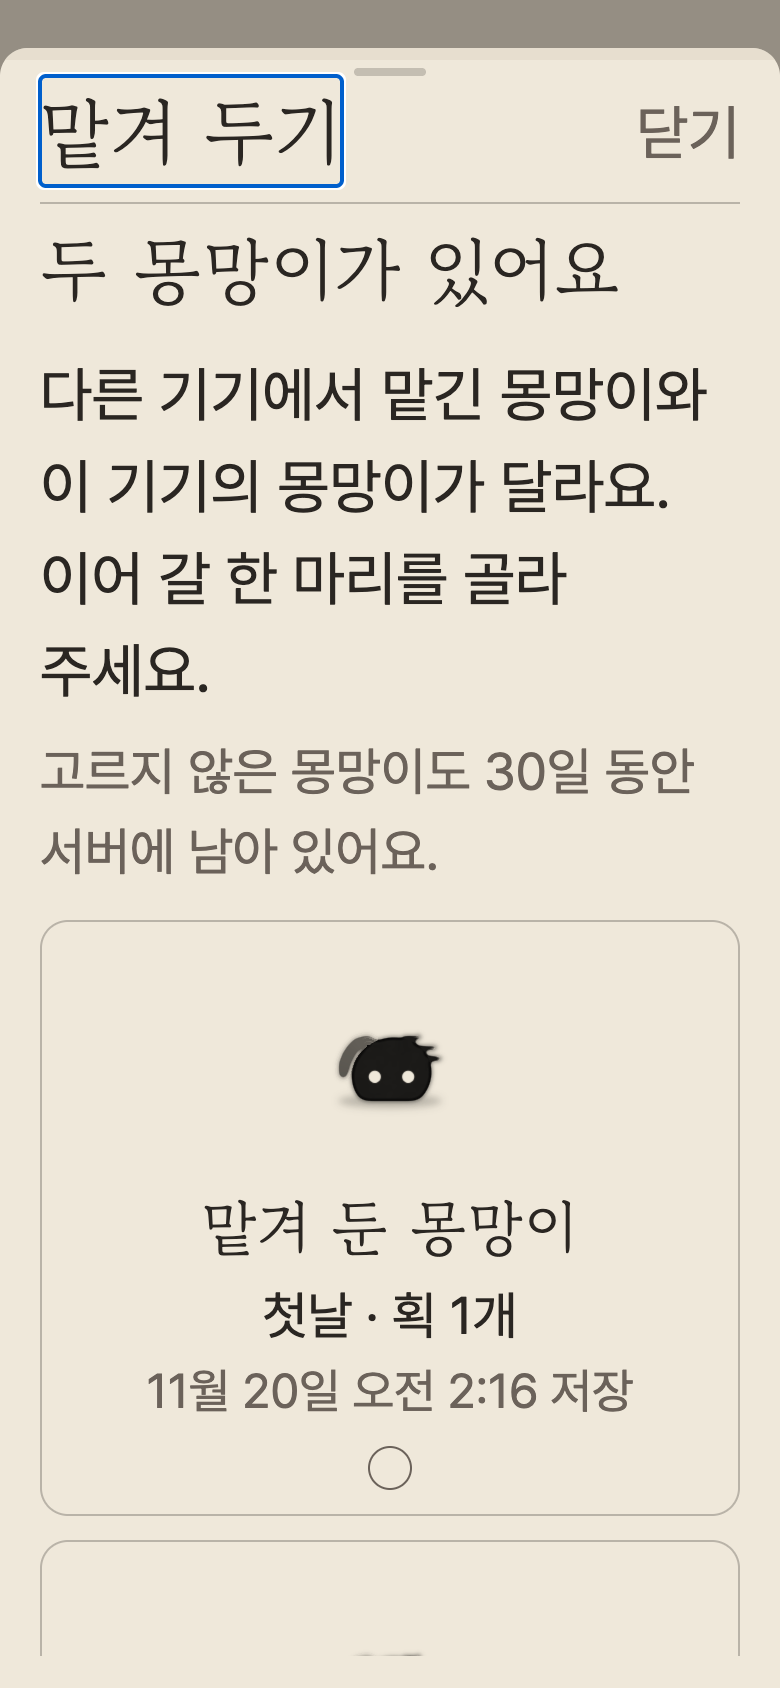 맡겨 두기
닫기
두 몽망이가 있어요
다른 기기에서 맡긴 몽망이와
이 기기의 몽망이가 달라요.
이어 갈 한 마리를 골라
주세요.
고르지 않은 몽망이도 30일 동안
서버에 남아 있어요.
맡겨 둔 몽망이
첫날 · 획 1개
11월 20일 오전 2:16 저장